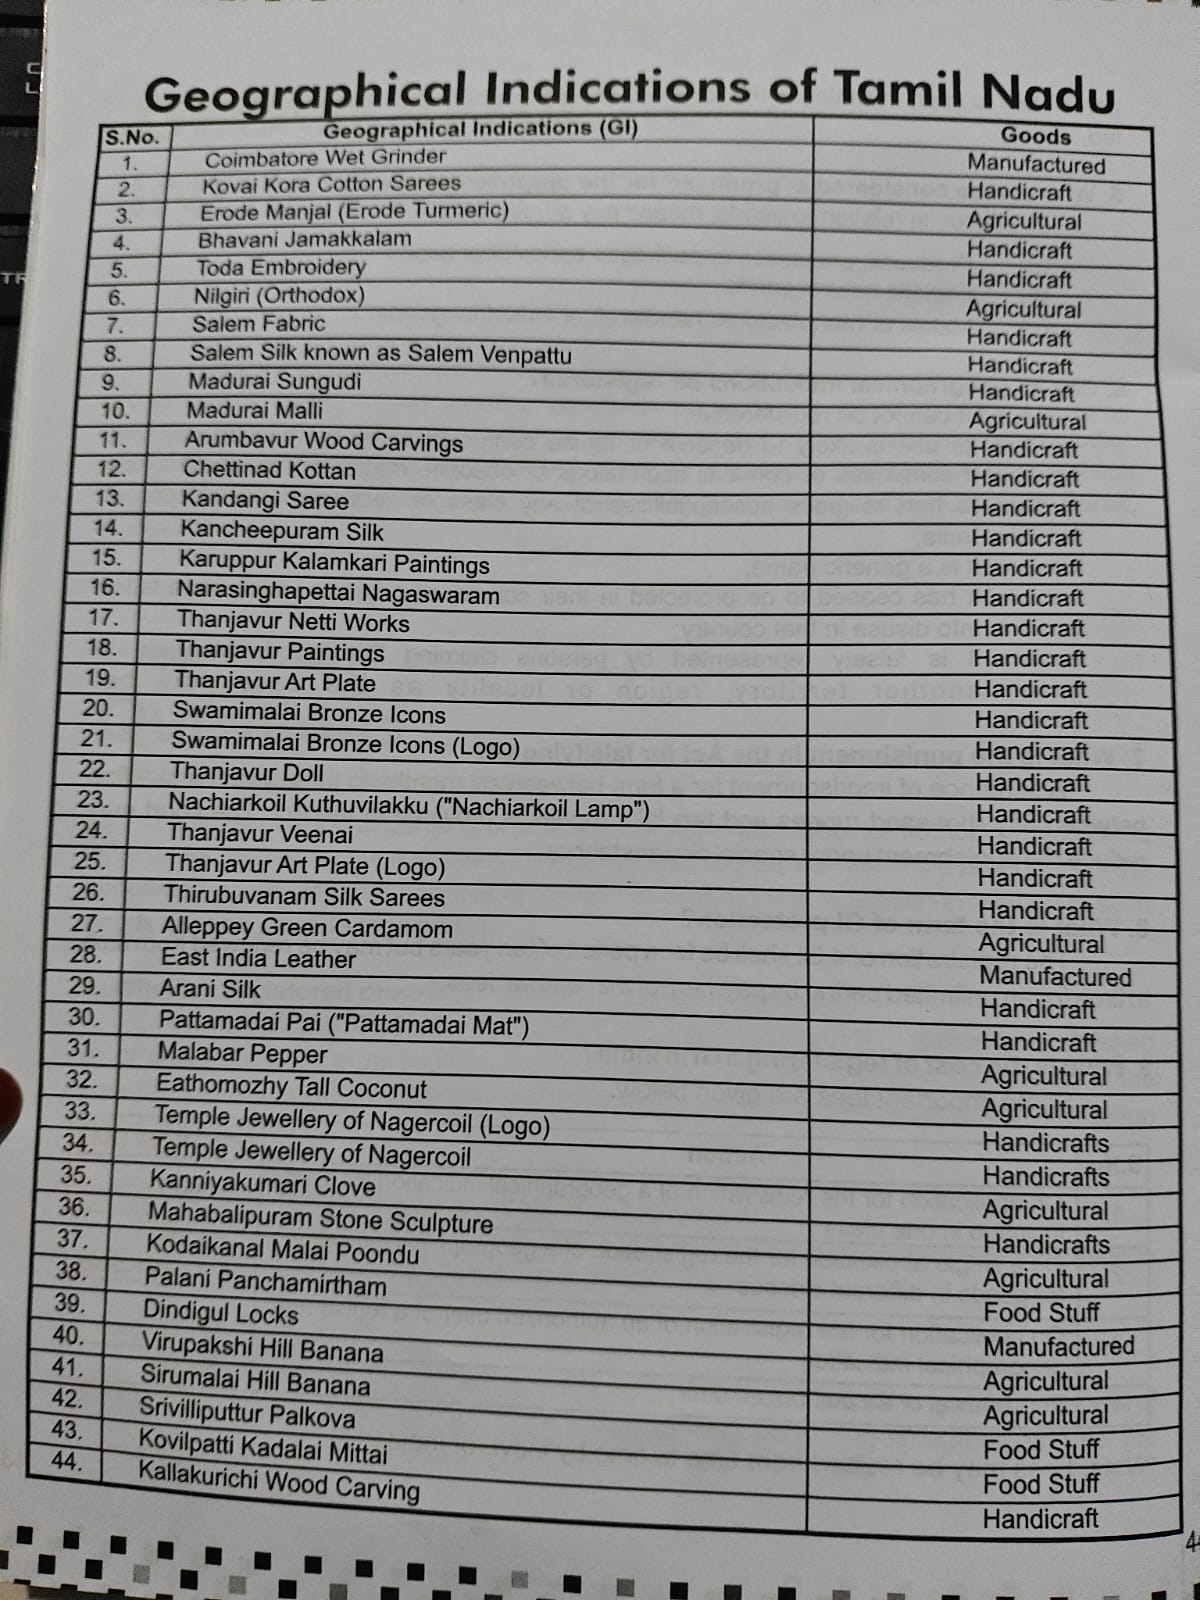 Geographical Indications of Tamil Nadu
S.No. Geographical Indications (GI) Goods
1. Coimbatore Wet Grinder Manufactured
2. Kovai Kora Cotton Sarees Handicraft
3. Erode Manjal (Erode Turmeric) Agricultural
4. Bhavani Jamakkalam Handicraft
5. Toda Embroidery Handicraft
6. Nilgiri (Orthodox) Agricultural
7. Salem Fabric Handicraft
8. Salem Silk known as Salem Venpattu Handicraft
9. Madurai Sungudi Handicraft
10. Madurai Malli Agricultural
11. Arumbavur Wood Carvings Handicraft
12. Chettinad Kottan Handicraft
13. Kandangi Saree Handicraft
14. Kancheepuram Silk Handicraft
15. Karuppur Kalamkari Paintings Handicraft
16. Narasinghapettai Nagaswaram Handicraft
17. Thanjavur Netti Works Handicraft
18. Thanjavur Paintings Handicraft
19. Thanjavur Art Plate Handicraft
20. Swamimalai Bronze Icons Handicraft
21. Swamimalai Bronze Icons (Logo) Handicraft
22. Thanjavur Doll Handicraft
23. Nachiarkoil Kuthuvilakku ("Nachiarkoil Lamp") Handicraft
24. Thanjavur Veenai Handicraft
25. Thanjavur Art Plate (Logo) Handicraft
26. Thirubuvanam Silk Sarees Handicraft
27. Alleppey Green Cardamom Agricultural
28. East India Leather Manufactured
29. Arani Silk Handicraft
30. Pattamadai Pai ("Pattamadai Mat") Handicraft
31. Malabar Pepper Agricultural
32. Eathomozhy Tall Coconut Agricultural
33. Temple Jewellery of Nagercoil (Logo) Handicrafts
34. Temple Jewellery of Nagercoil Handicrafts
35. Kanniyakumari Clove Agricultural
36. Mahabalipuram Stone Sculpture Handicrafts
37. Kodaikanal Malai Poondu Agricultural
38. Palani Panchamirtham Food Stuff
39. Dindigul Locks Manufactured
40. Virupakshi Hill Banana Agricultural
41. Sirumalai Hill Banana Agricultural
42. Srivilliputtur Palkova Food Stuff
43. Kovilpatti Kadalai Mittai Food Stuff
44. Kallakurichi Wood Carving Handicraft